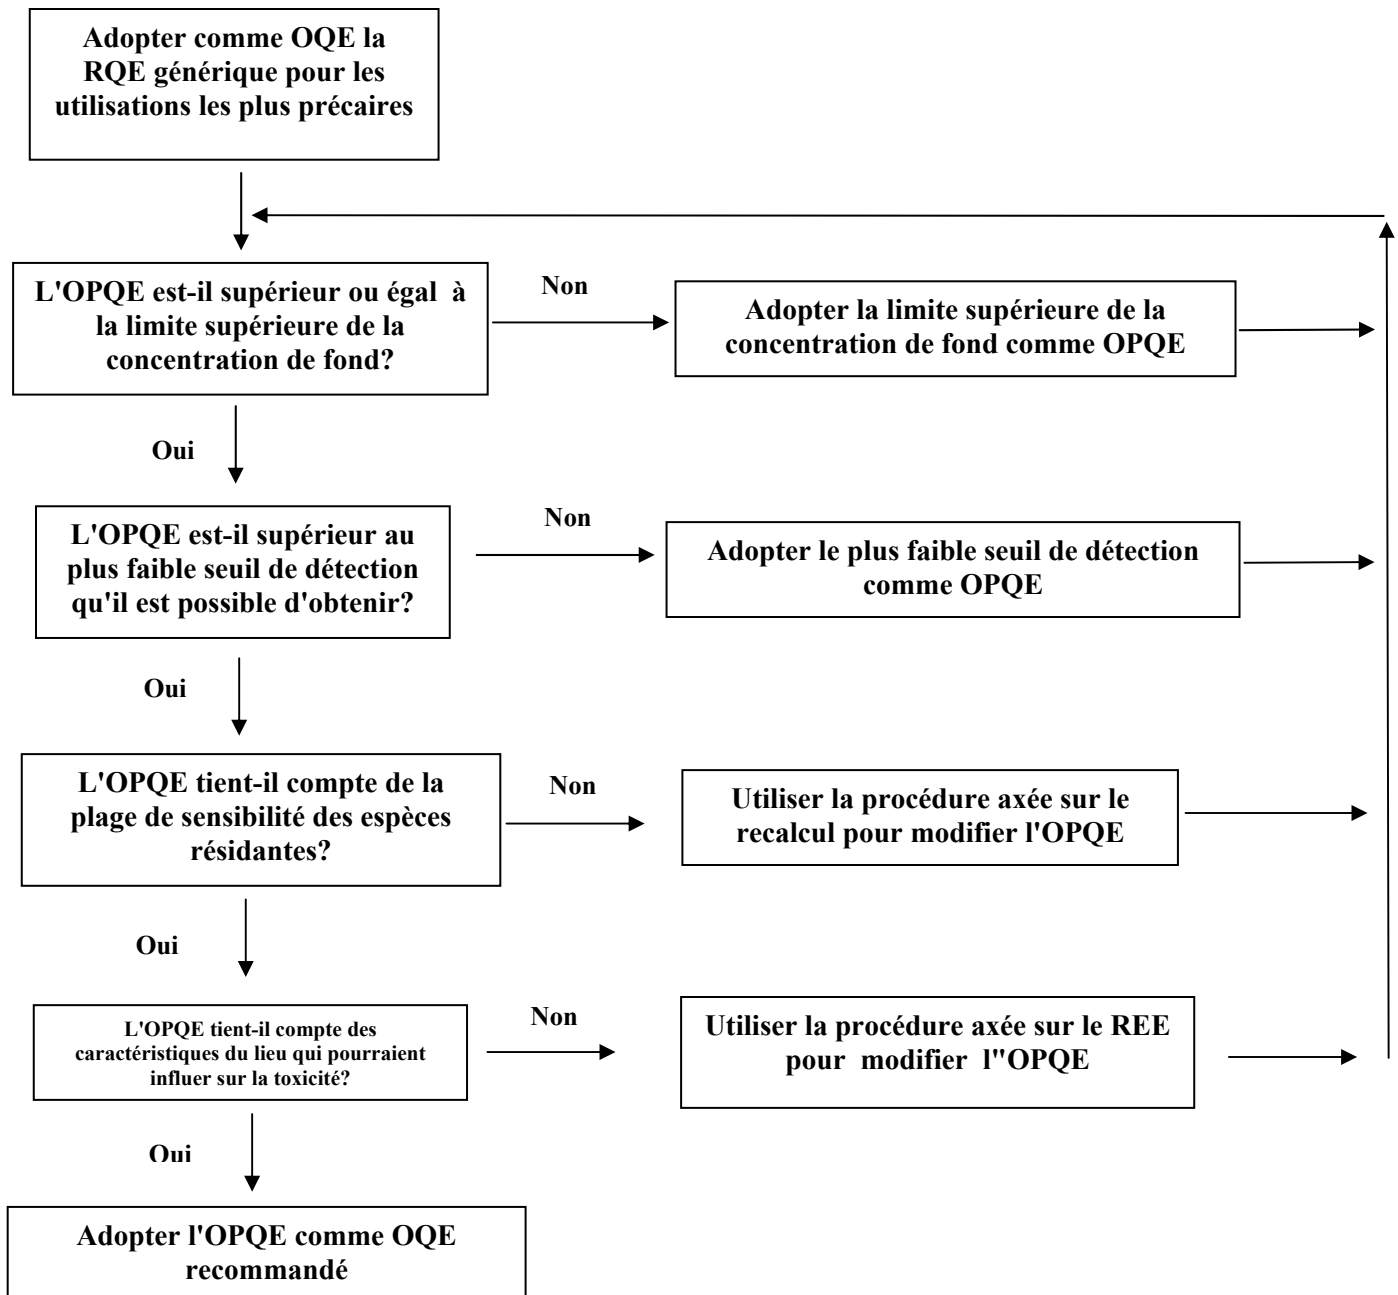 Adopter comme OQE la
RQE générique pour les
utilisations les plus précaires
L'OPQE est-il supérieur ou égal à
la limite supérieure de la
concentration de fond?
Non
Adopter la limite supérieure de la
concentration de fond comme OPQE
Oui
L'OPQE est-il supérieur au
plus faible seuil de détection
qu'il est possible d'obtenir?
Non
Adopter le plus faible seuil de détection
comme OPQE
Oui
L'OPQE tient-il compte de la
plage de sensibilité des espèces
résidantes?
Non
Utiliser la procédure axée sur le
recalcul pour modifier l'OPQE
Oui
L'OPQE tient-il compte des
caractéristiques du lieu qui pourraient
influer sur la toxicité?
Non
Utiliser la procédure axée sur le REE
pour modifier l"OPQE
Oui
Adopter l'OPQE comme OQE
recommandé